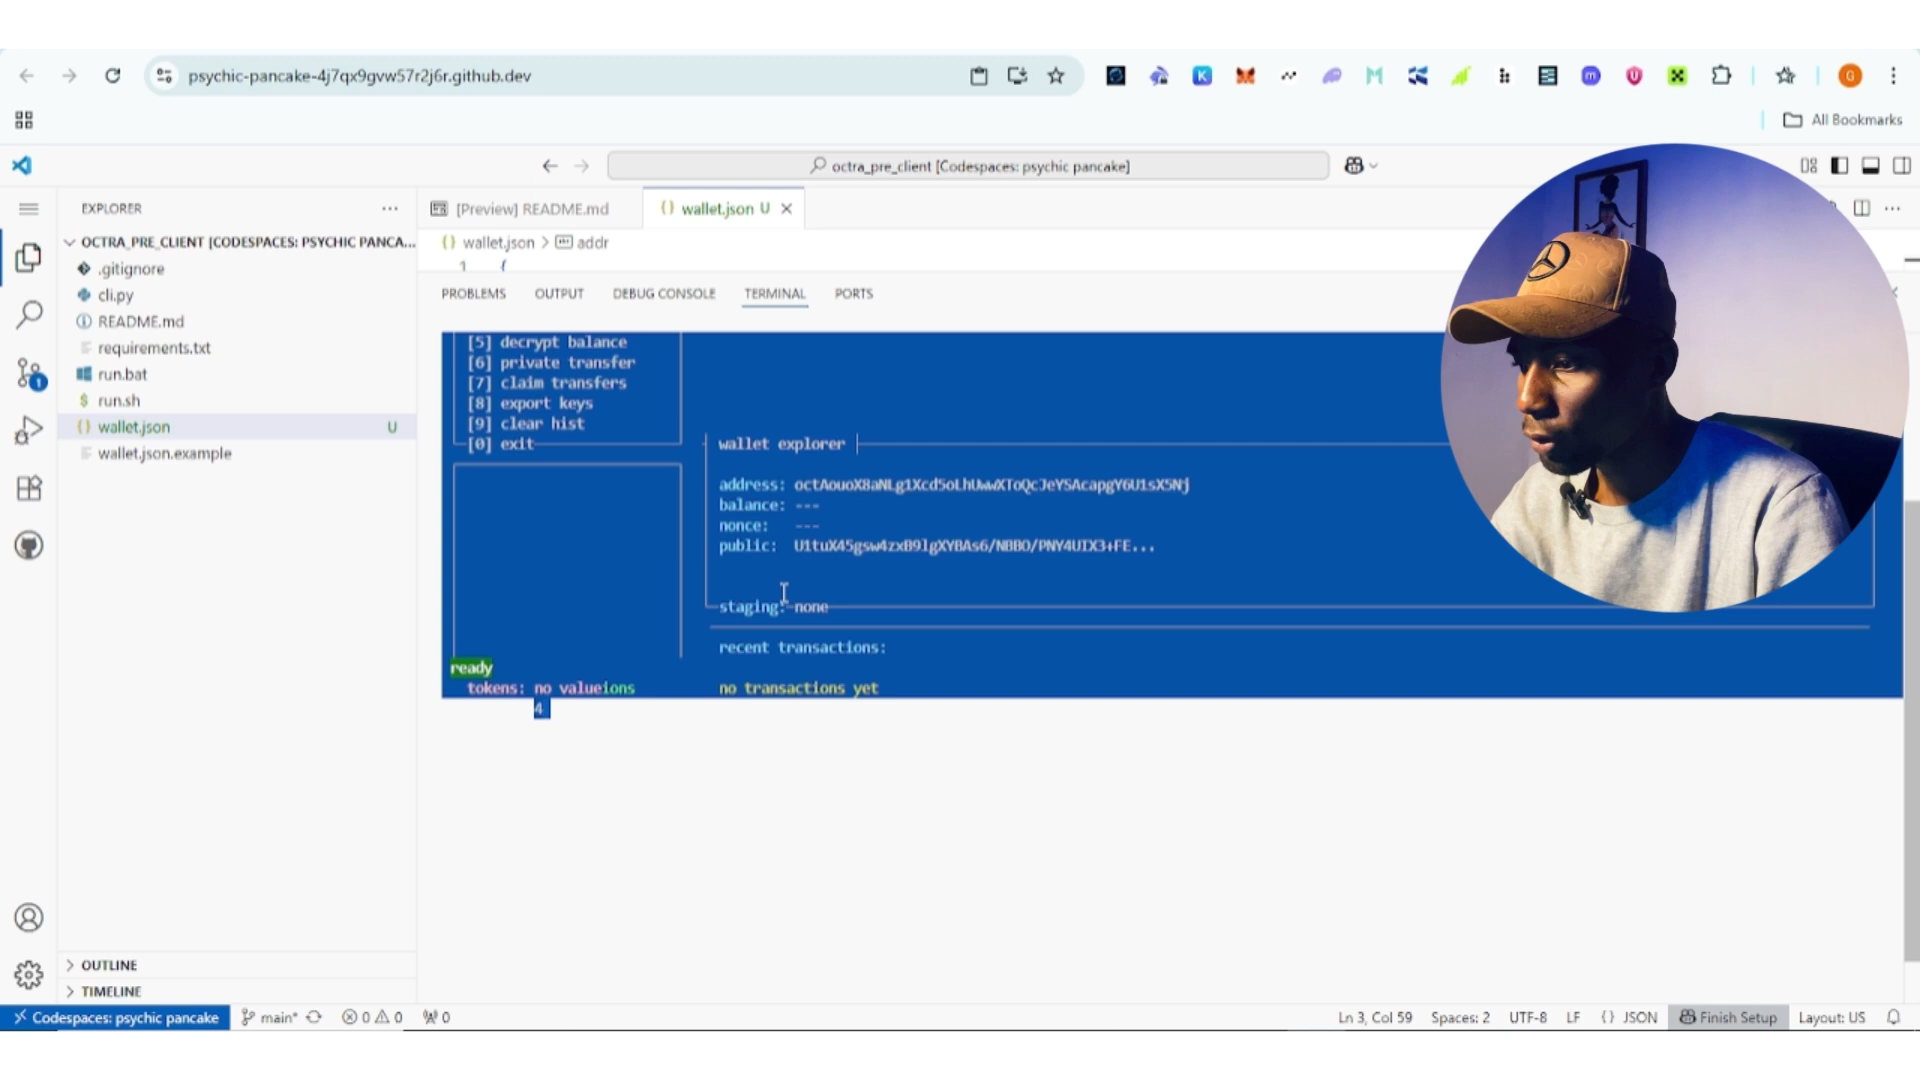 psychic-pancake-4j7qx9gvw57r2j6r.github.dev
All Bookmarks
octra_pre_client [Codespaces: psychic pancake]
EXPLORER
OCTRA_PRE_CLIENT [CODESPACES: PSYCHIC PANCA...
.gitignore
cli.py
README.md
requirements.txt
run.bat
run.sh
wallet.json U
wallet.json.example
OUTLINE
TIMELINE
[Preview] README.md
wallet.json U
wallet.json > addr
1 {
PROBLEMS OUTPUT DEBUG CONSOLE TERMINAL PORTS
[5] decrypt balance
[6] private transfer
[7] claim transfers
[8] export keys
[9] clear hist
[0] exit
wallet explorer
address: octAouoX8aNLg1Xcd5oLhUwwXToQcJeYSAcapgY6U1sX5Nj
balance: ---
nonce: ---
public: U1tuX45gsw4zxB9lgXYBAs6/NBBO/PNY4UIX3+FE...
staging: none
recent transactions:
ready
tokens: no valueions
no transactions yet
4
Codespaces: psychic pancake main* 0 0 0
Ln 3, Col 59 Spaces: 2 UTF-8 LF {} JSON Finish Setup Layout: US